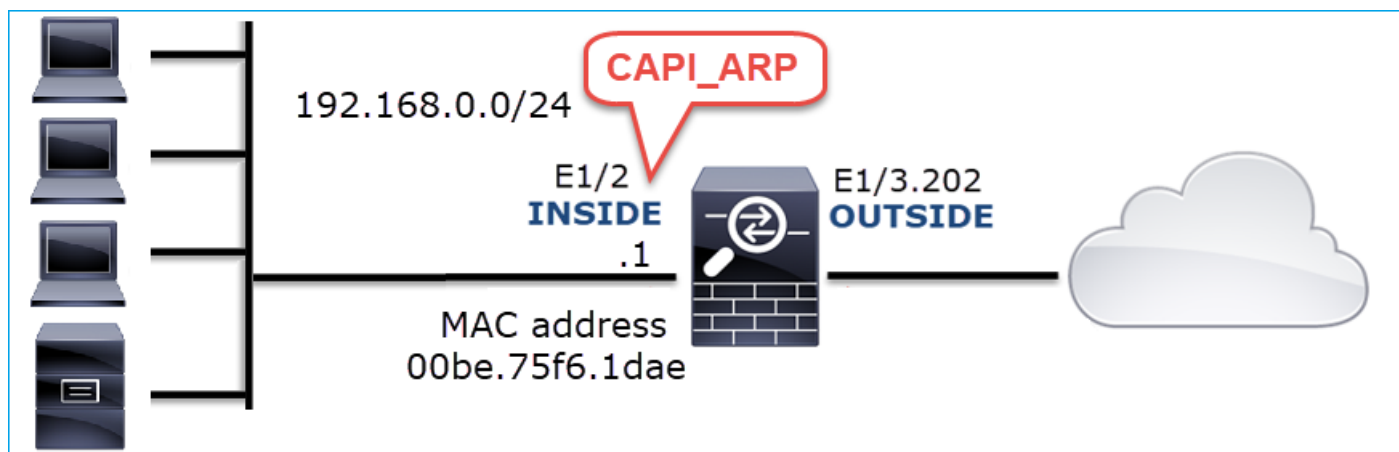 CAPI_ARP
192.168.0.0/24
E1/2
INSIDE
.1
E1/3.202
OUTSIDE
MAC address
00be.75f6.1dae